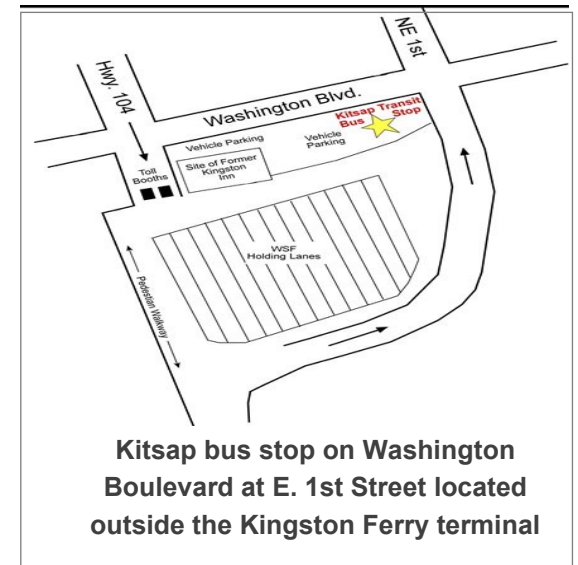 NE 1st
Hwy. 104
Washington Blvd.
Kitsap Transit
Bus Stop
Vehicle Parking
Vehicle
Parking
Site of Former
Kingston
Inn
Toll
Booths
WSF
Holding Lanes
Pedestian Walkway
Kitsap bus stop on Washington
Boulevard at E. 1st Street located
outside the Kingston Ferry terminal